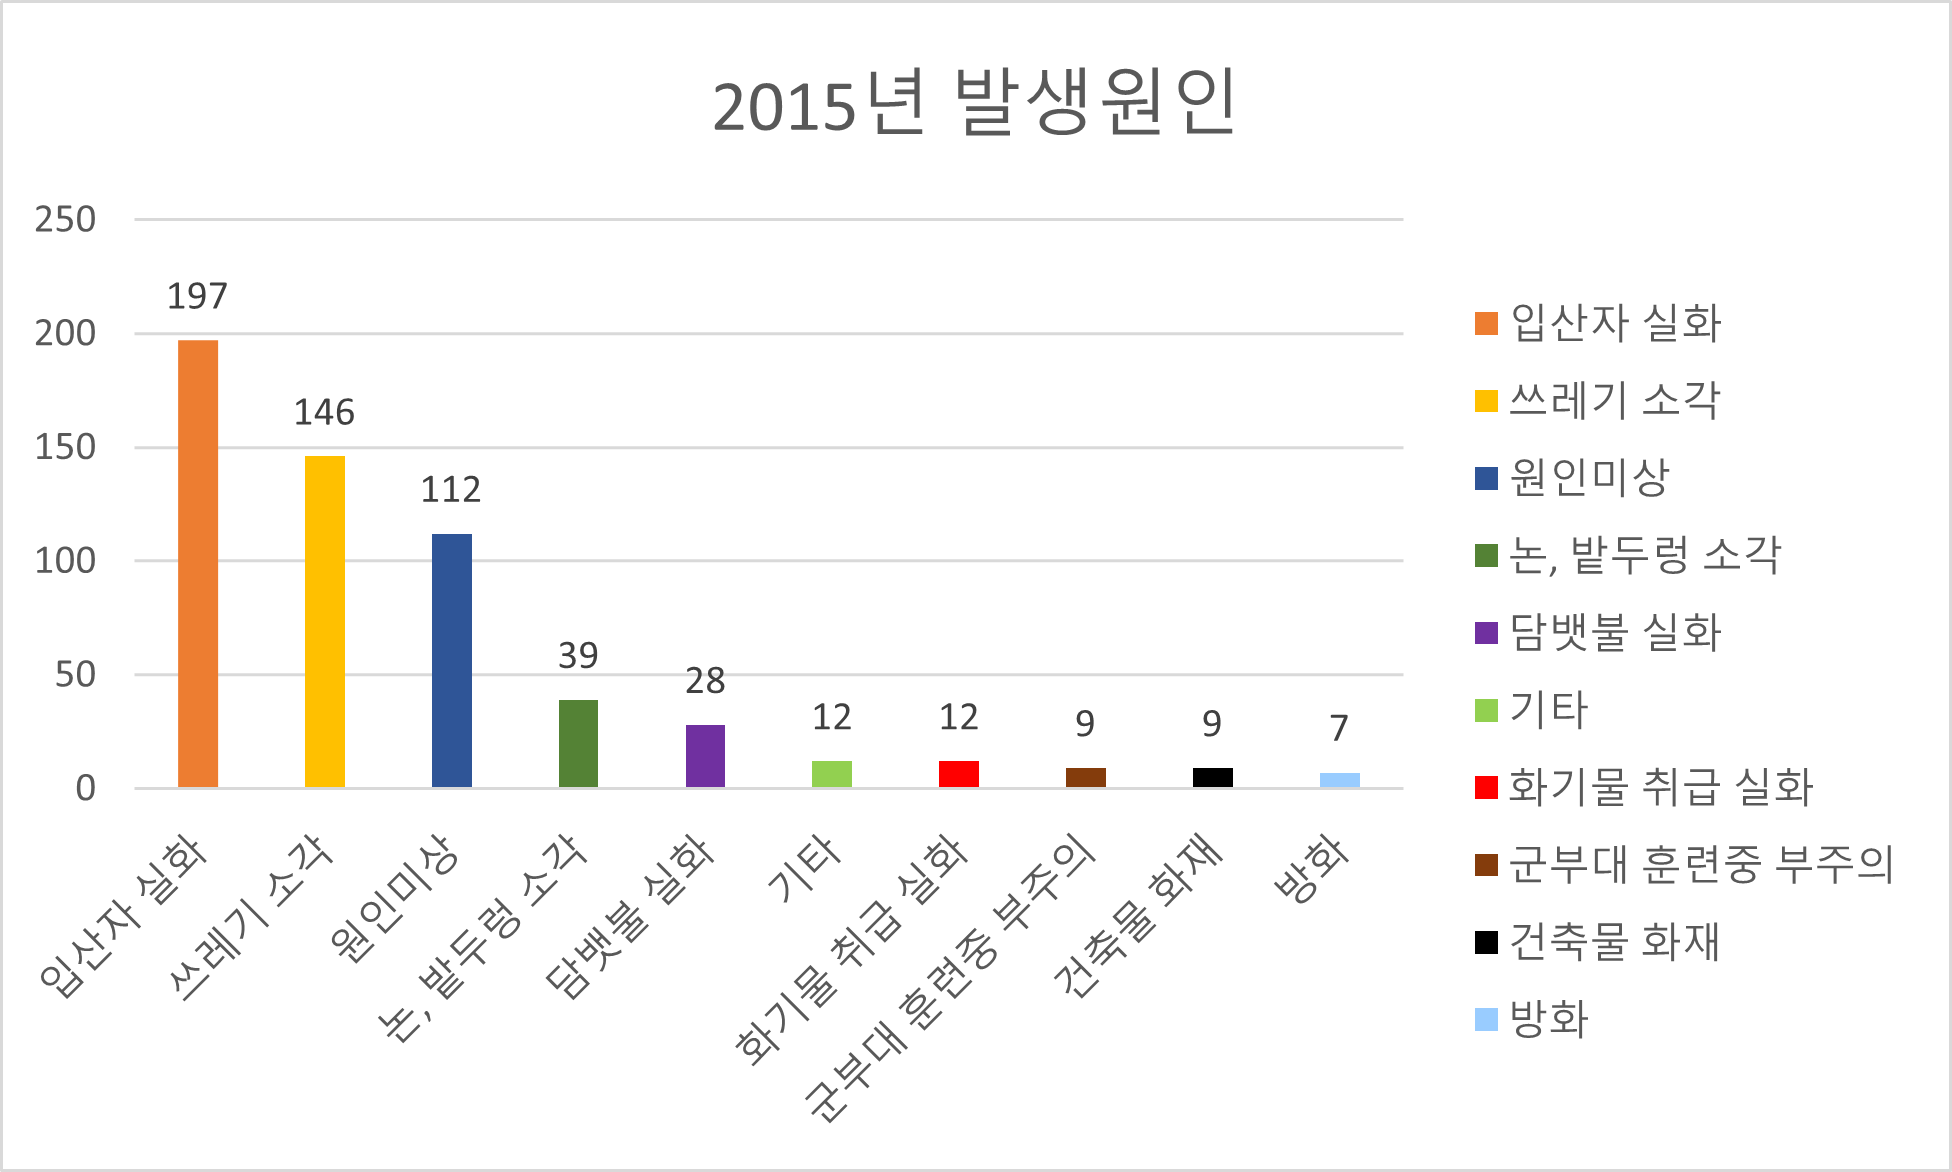 2015년 발생원인
250
200
150
100
50
0
197
146
112
39
28
12
12
9
9
7
입산자 실화
쓰레기 소각
원인미상
논, 밭두렁 소각
담뱃불 실화
기타
화기물 취급 실화
군부대 훈련중 부주의
건축물 화재
방화
입산자 실화
쓰레기 소각
원인미상
논, 밭두렁 소각
담뱃불 실화
기타
화기물 취급 실화
군부대 훈련중 부주의
건축물 화재
방화